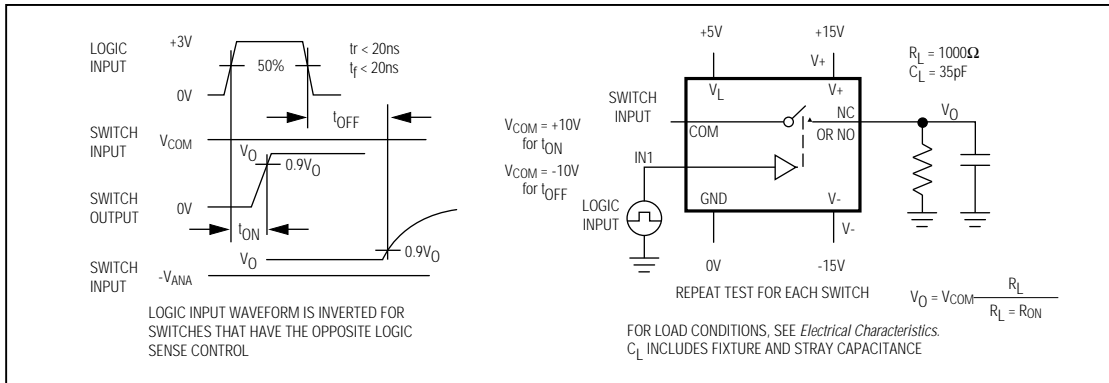 LOGIC
INPUT
+3V
0V
50%
tr < 20ns
tf < 20ns
tOFF
SWITCH
INPUT
VCOM
VO
0.9VO
SWITCH
OUTPUT
0V
tON
VO
0.9VO
SWITCH
INPUT
-VANA
LOGIC INPUT WAVEFORM IS INVERTED FOR
SWITCHES THAT HAVE THE OPPOSITE LOGIC
SENSE CONTROL
+5V
+15V
V+
RL = 1000Ω
CL = 35pF
VL
V+
SWITCH
INPUT
COM
NC
OR NO
VO
VCOM = +10V
for tON
VCOM = -10V
for tOFF
IN1
LOGIC
INPUT
GND
V-
V-
0V
-15V
REPEAT TEST FOR EACH SWITCH
VO = VCOM RL
RL = RON
FOR LOAD CONDITIONS, SEE Electrical Characteristics.
CL INCLUDES FIXTURE AND STRAY CAPACITANCE